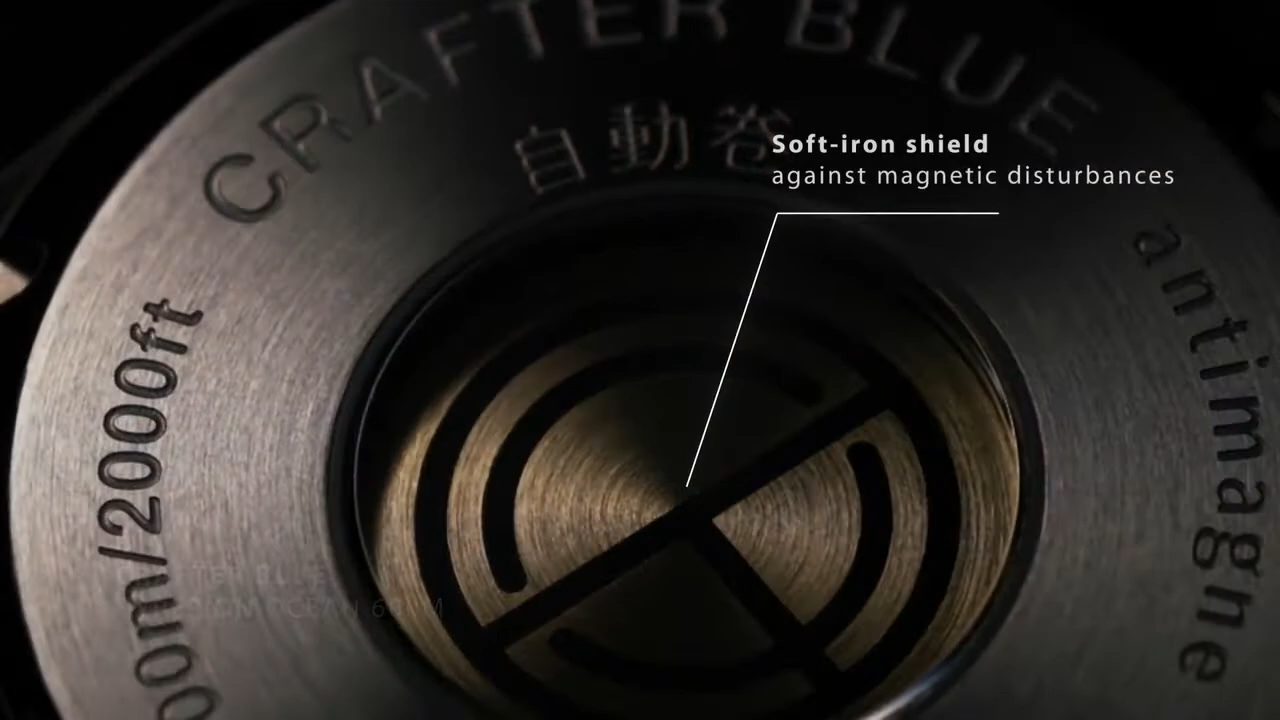 CRAFTER BLUE
自動巻
Soft-iron shield
against magnetic disturbances
antimagne
00m/2000ft